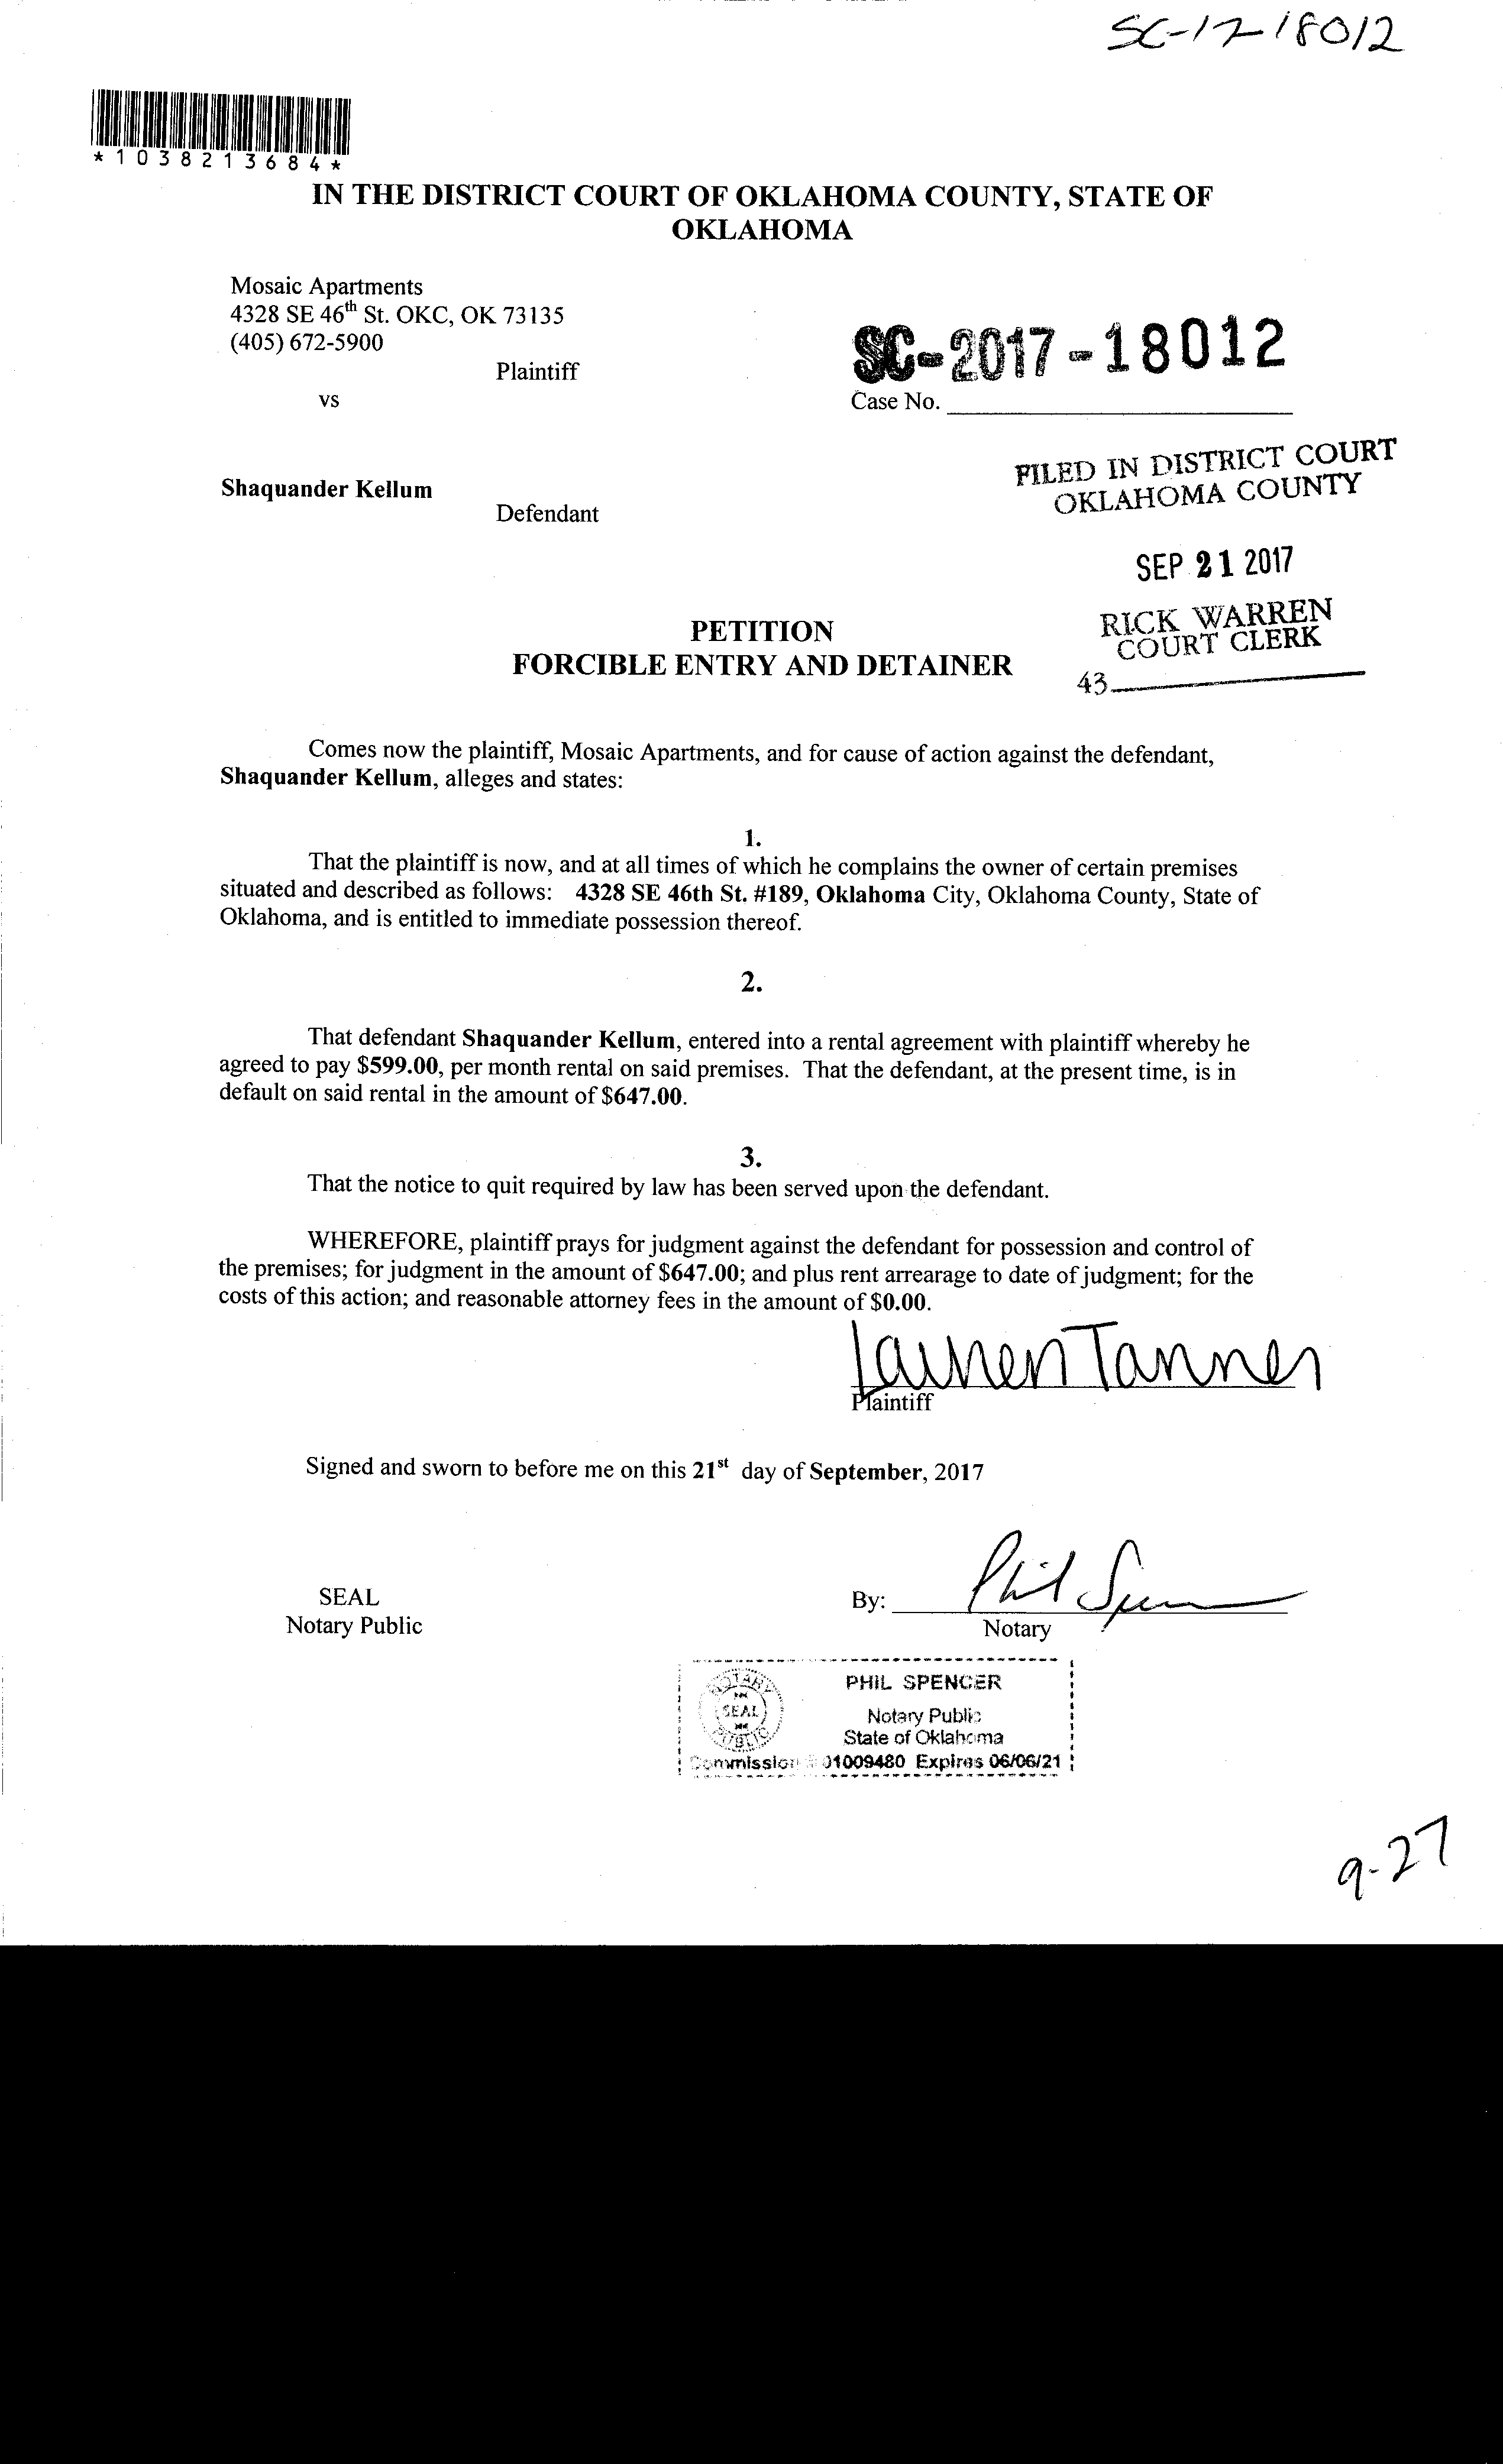 SC-17-18012
*1038213684*
IN THE DISTRICT COURT OF OKLAHOMA COUNTY, STATE OF
OKLAHOMA
Mosaic Apartments
4328 SE 46th St. OKC, OK 73135
(405) 672-5900
Plaintiff
SC-2017-18012
vs
Case No.
FILED IN DISTRICT COURT
OKLAHOMA COUNTY
Shaquander Kellum
Defendant
SEP 21 2017
RICK WARREN
COURT CLERK
43
PETITION
FORCIBLE ENTRY AND DETAINER
Comes now the plaintiff, Mosaic Apartments, and for cause of action against the defendant,
Shaquander Kellum, alleges and states:
1.
That the plaintiff is now, and at all times of which he complains the owner of certain premises
situated and described as follows: 4328 SE 46th St. #189, Oklahoma City, Oklahoma County, State of
Oklahoma, and is entitled to immediate possession thereof.
2.
That defendant Shaquander Kellum, entered into a rental agreement with plaintiff whereby he
agreed to pay $599.00, per month rental on said premises. That the defendant, at the present time, is in
default on said rental in the amount of $647.00.
3.
That the notice to quit required by law has been served upon the defendant.
WHEREFORE, plaintiff prays for judgment against the defendant for possession and control of
the premises; for judgment in the amount of $647.00; and plus rent arrearage to date of judgment; for the
costs of this action; and reasonable attorney fees in the amount of $0.00.
Lauren Tanner
Plaintiff
Signed and sworn to before me on this 21st day of September, 2017
SEAL
Notary Public
By: Phil Spencer
Notary
NOTARY SEAL PUBLIC
PHIL SPENCER
Notary Public
State of Oklahoma
Commission # 01009480 Expires 06/06/21
9-27